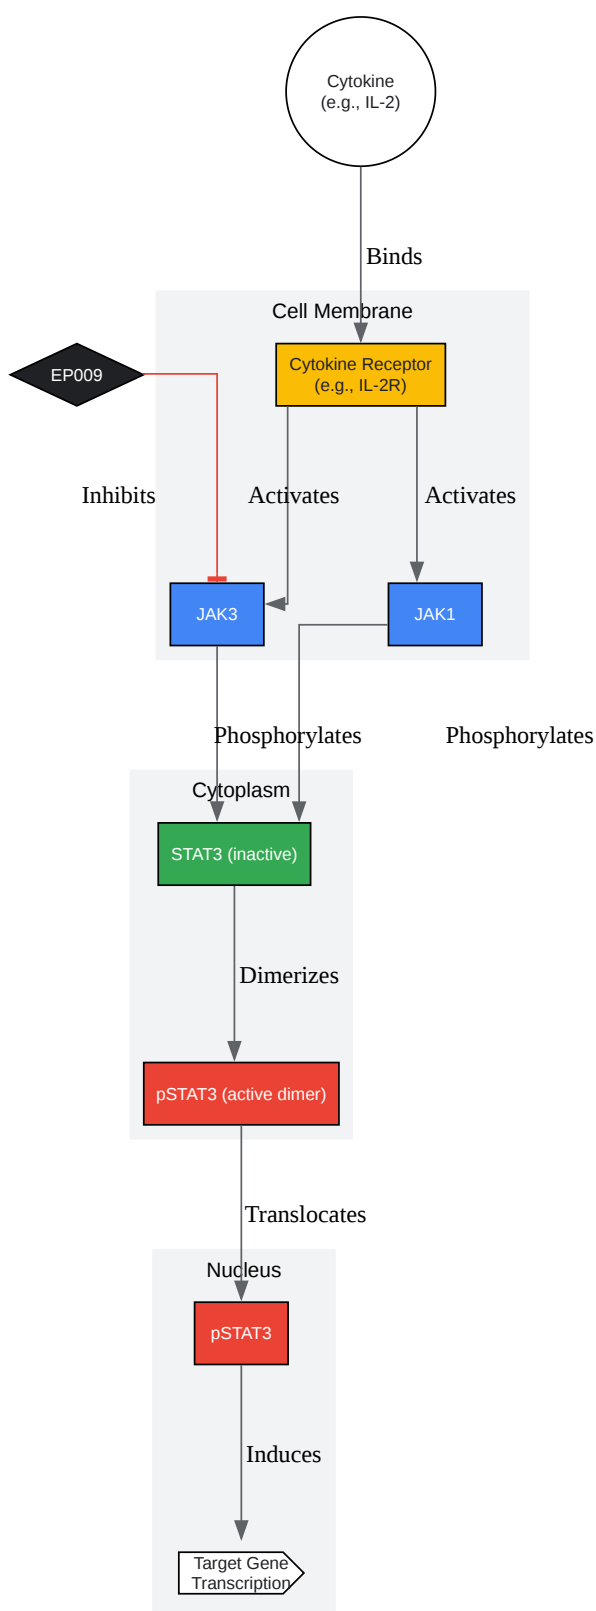 Cytokine
(e.g., IL-2)
Binds
Cell Membrane
EP009
Cytokine Receptor
(e.g., IL-2R)
Inhibits
Activates
Activates
JAK3
JAK1
Phosphorylates
Phosphorylates
Cytoplasm
STAT3 (inactive)
Dimerizes
pSTAT3 (active dimer)
Translocates
Nucleus
pSTAT3
Induces
Target Gene
Transcription